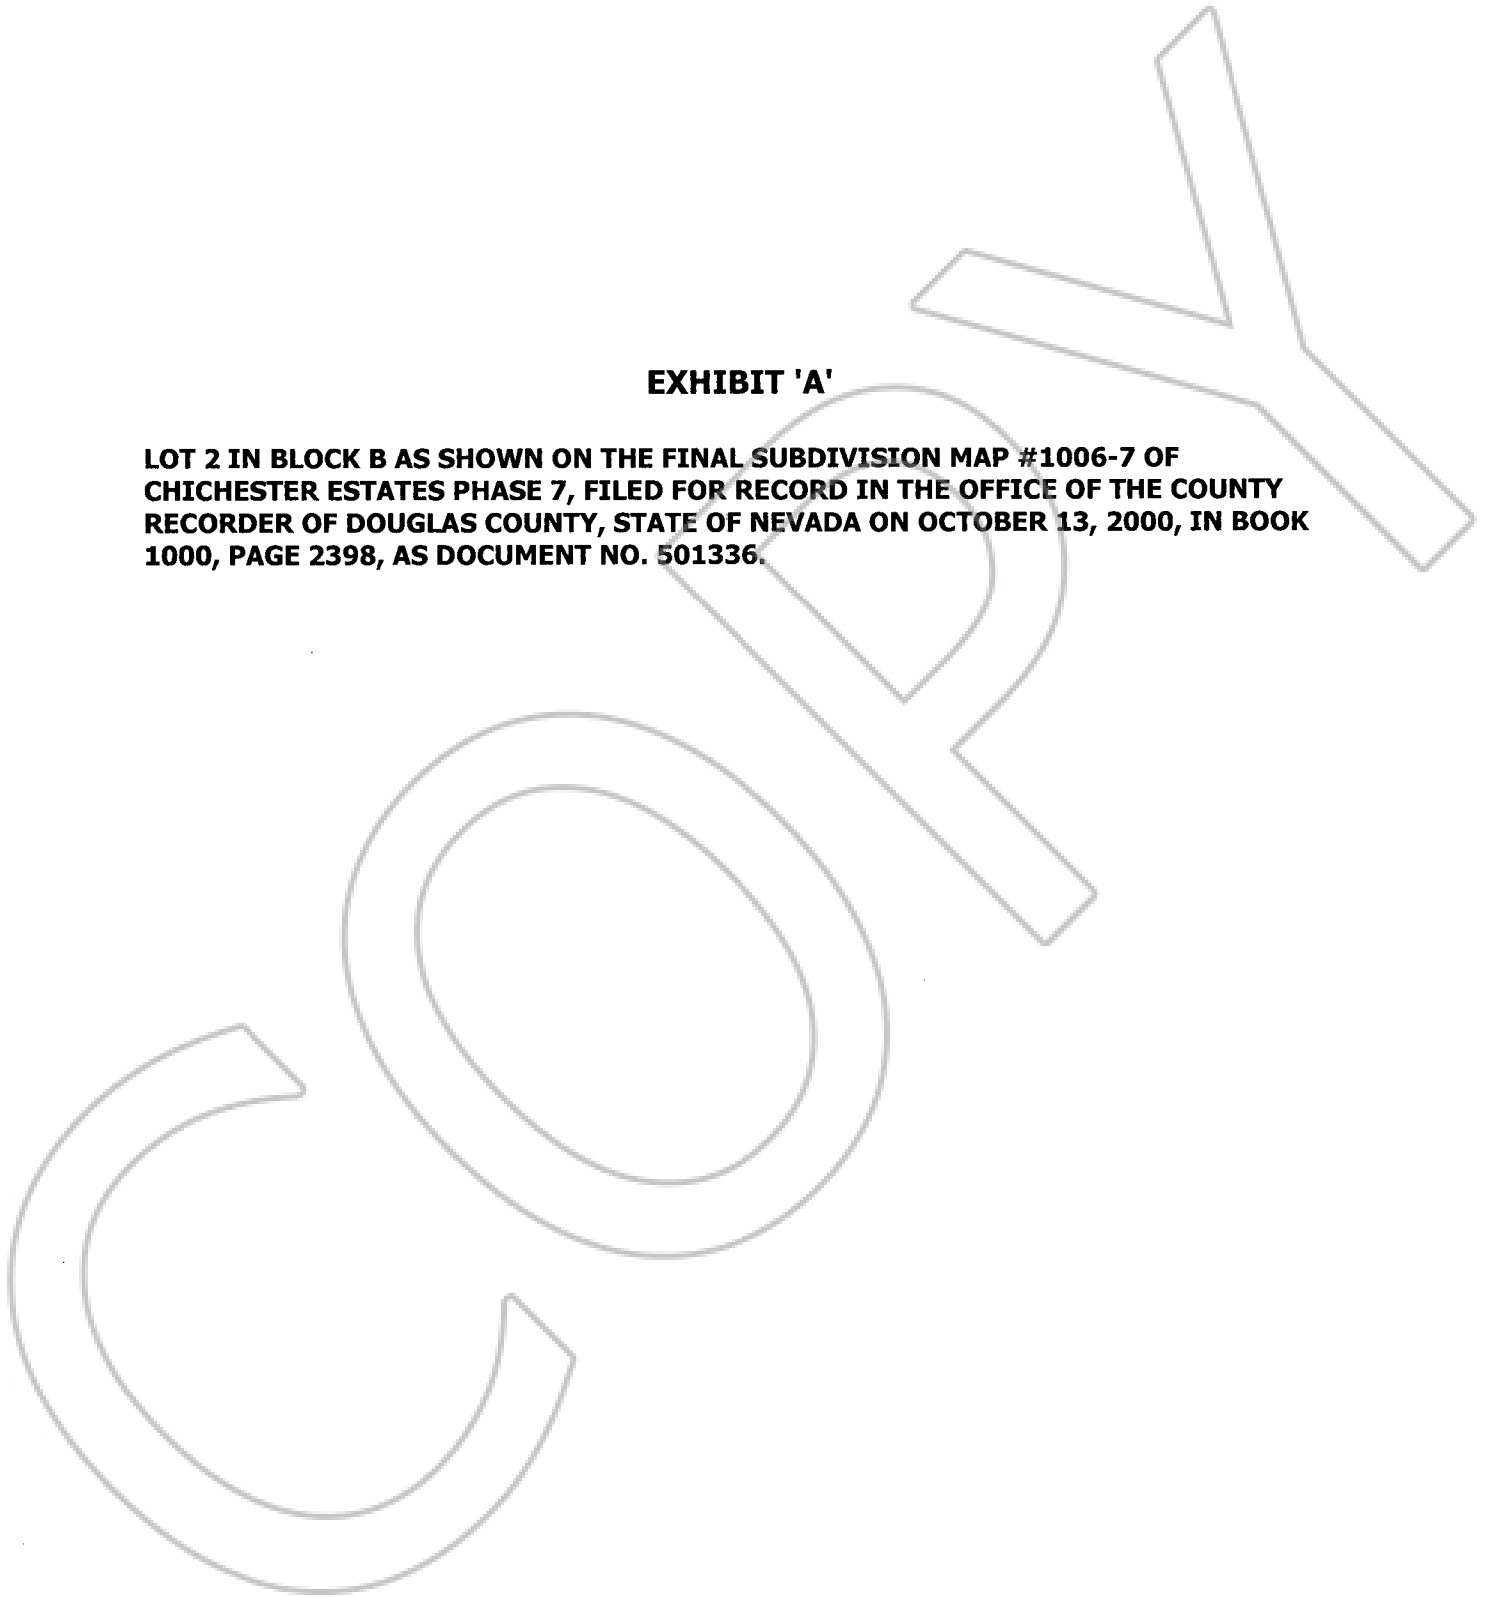 EXHIBIT 'A'
LOT 2 IN BLOCK B AS SHOWN ON THE FINAL SUBDIVISION MAP #1006-7 OF
CHICHESTER ESTATES PHASE 7, FILED FOR RECORD IN THE OFFICE OF THE COUNTY
RECORDER OF DOUGLAS COUNTY, STATE OF NEVADA ON OCTOBER 13, 2000, IN BOOK
1000, PAGE 2398, AS DOCUMENT NO. 501336.
COPY